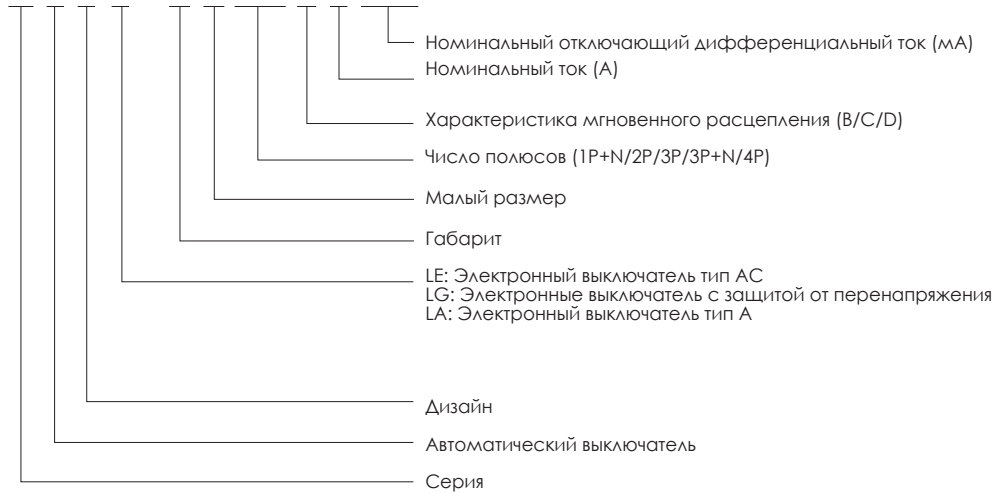 Номинальный отключающий дифференциальный ток (мА)
Номинальный ток (А)
Характеристика мгновенного расцепления (B/C/D)
Число полюсов (1P+N/2P/3P/3P+N/4P)
Малый размер
Габарит
LE: Электронный выключатель тип АС
LG: Электронные выключатель с защитой от перенапряжения
LA: Электронный выключатель тип А
Дизайн
Автоматический выключатель
Серия